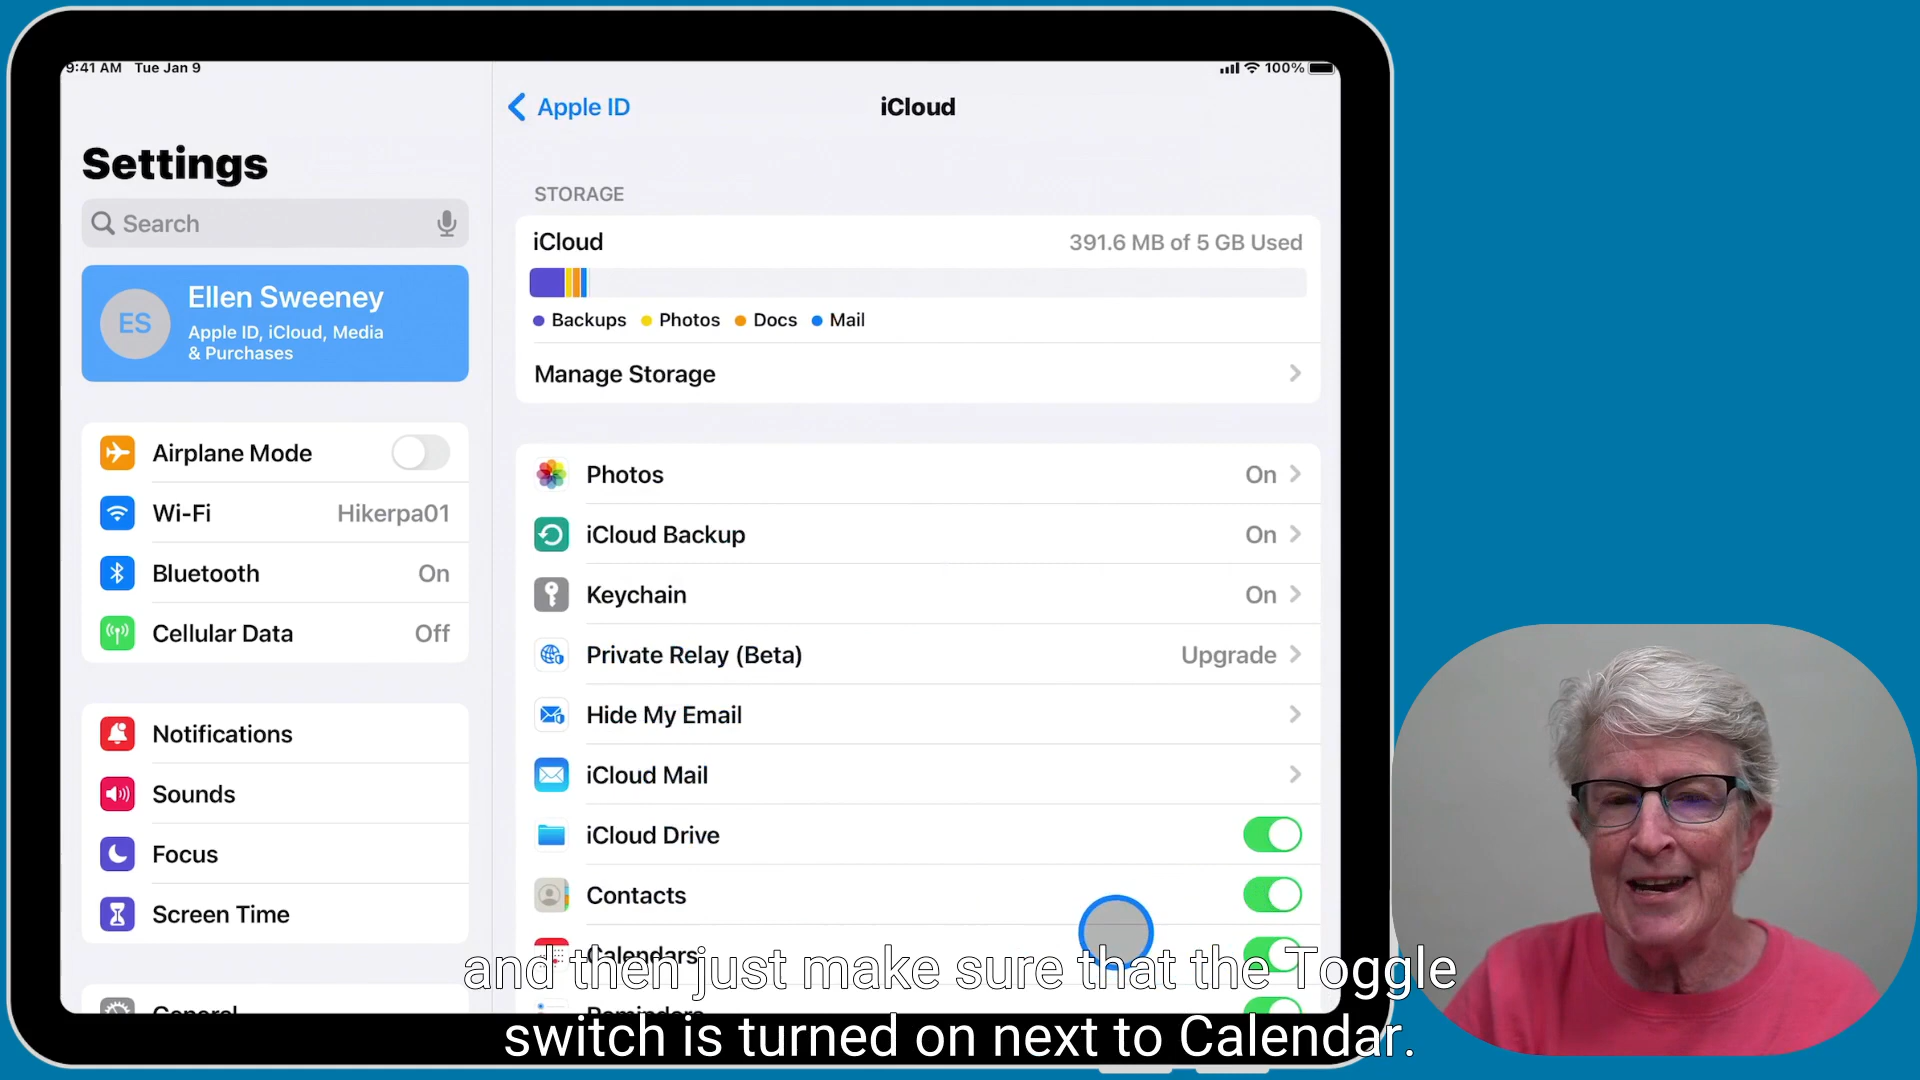 9:41 AM Tue Jan 9
100%
Settings
Search
ES
Ellen Sweeney
Apple ID, iCloud, Media
& Purchases
Airplane Mode
Wi-Fi Hikerpa01
Bluetooth On
Cellular Data Off
Notifications
Sounds
Focus
Screen Time
General
Apple ID
iCloud
STORAGE
iCloud 391.6 MB of 5 GB Used
Backups Photos Docs Mail
Manage Storage
Photos On
iCloud Backup On
Keychain On
Private Relay (Beta) Upgrade
Hide My Email
iCloud Mail
iCloud Drive
Contacts
Calendars
Reminders
and then just make sure that the Toggle
switch is turned on next to Calendar.